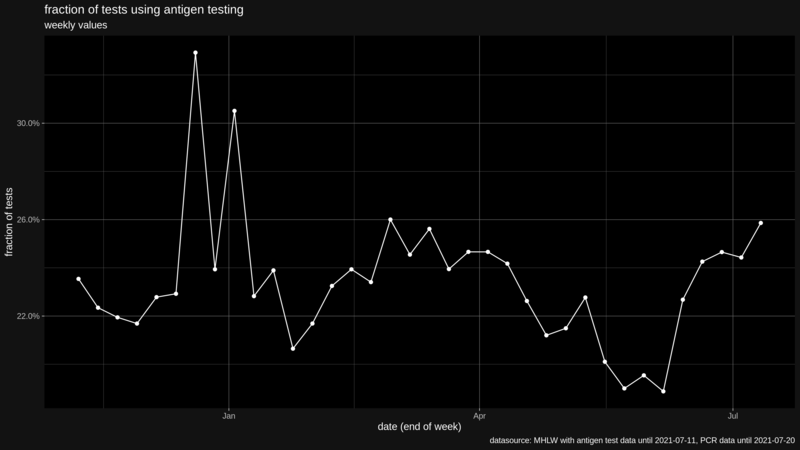 fraction of tests using antigen testing
weekly values
30.0%
26.0%
22.0%
fraction of tests
Jan
Apr
Jul
date (end of week)
datasource: MHLW with antigen test data until 2021-07-11, PCR data until 2021-07-20